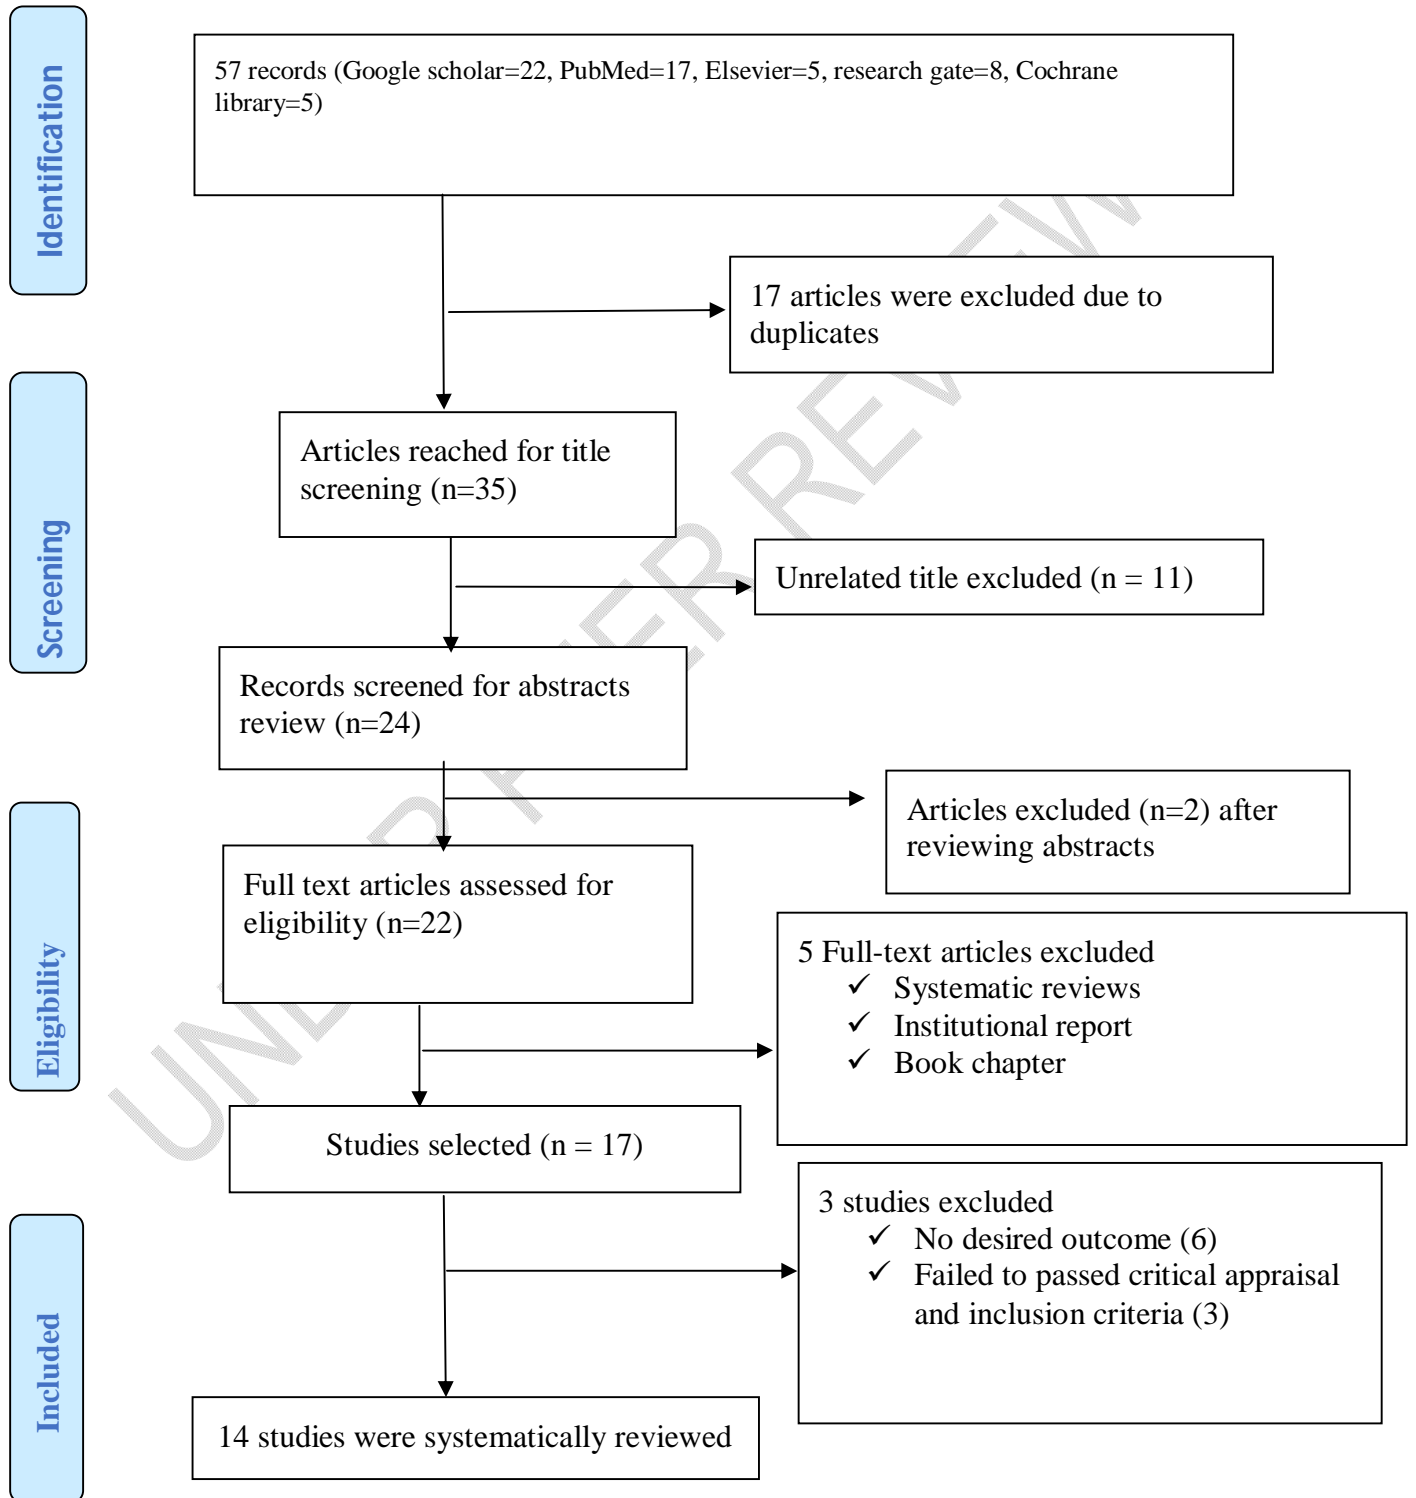 Identification
57 records (Google scholar=22, PubMed=17, Elsevier=5, research gate=8, Cochrane
library=5)
17 articles were excluded due to
duplicates
Screening
Articles reached for title
screening (n=35)
Unrelated title excluded (n = 11)
Records screened for abstracts
review (n=24)
Articles excluded (n=2) after
reviewing abstracts
Eligibility
Full text articles assessed for
eligibility (n=22)
5 Full-text articles excluded
✓ Systematic reviews
✓ Institutional report
✓ Book chapter
Studies selected (n = 17)
3 studies excluded
✓ No desired outcome (6)
✓ Failed to passed critical appraisal
and inclusion criteria (3)
Included
14 studies were systematically reviewed
UNDER PEER REVIEW